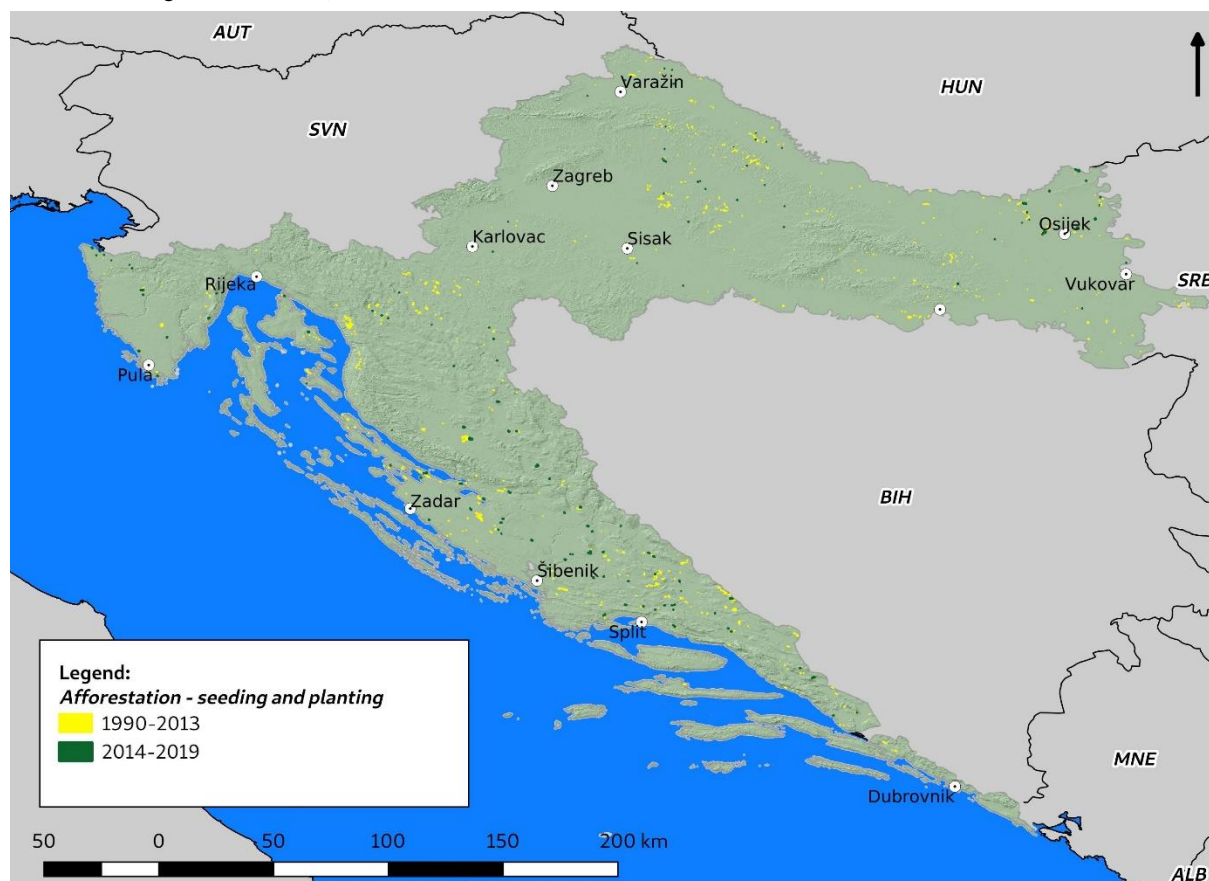 AUT
HUN
Varažin
SVN
Zagreb
Osijek
Karlovac
Sisak
Rijeka
Vukovar
SRB
Pula
BIH
Zadar
Šibenik
Split
Legend:
Afforestation - seeding and planting
1990-2013
2014-2019
MNE
Dubrovnik
50 0 50 100 150 200 km
ALB